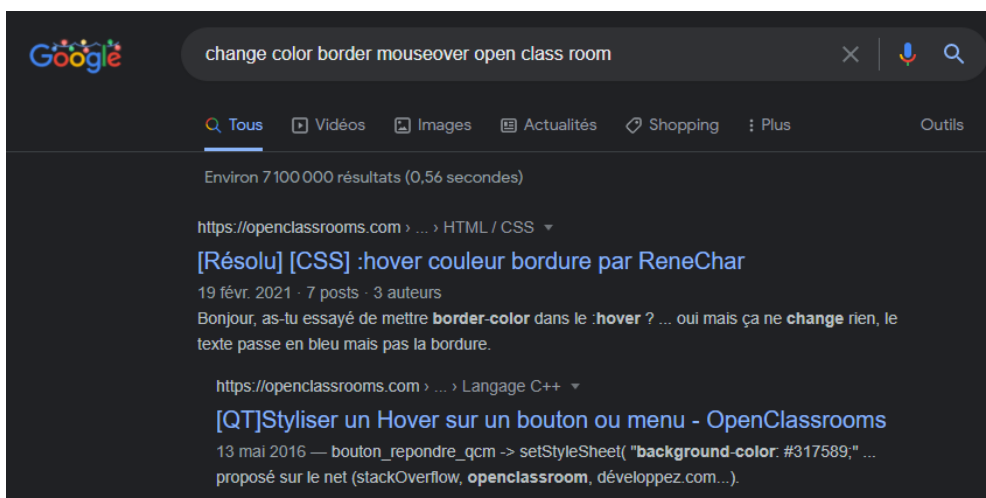 Google
change color border mouseover open class room
Tous Vidéos Images Actualités Shopping Plus Outils
Environ 7 100 000 résultats (0,56 secondes)
https://openclassrooms.com › ... › HTML / CSS
[Résolu] [CSS] :hover couleur bordure par ReneChar
19 févr. 2021 · 7 posts · 3 auteurs
Bonjour, as-tu essayé de mettre border-color dans le :hover ? ... oui mais ça ne change rien, le
texte passe en bleu mais pas la bordure.
https://openclassrooms.com › ... › Langage C++
[QT]Styliser un Hover sur un bouton ou menu - OpenClassrooms
13 mai 2016 — bouton_repondre_qcm -> setStyleSheet( "background-color: #317589;" ...
proposé sur le net (stackOverflow, openclassroom, développez.com...).